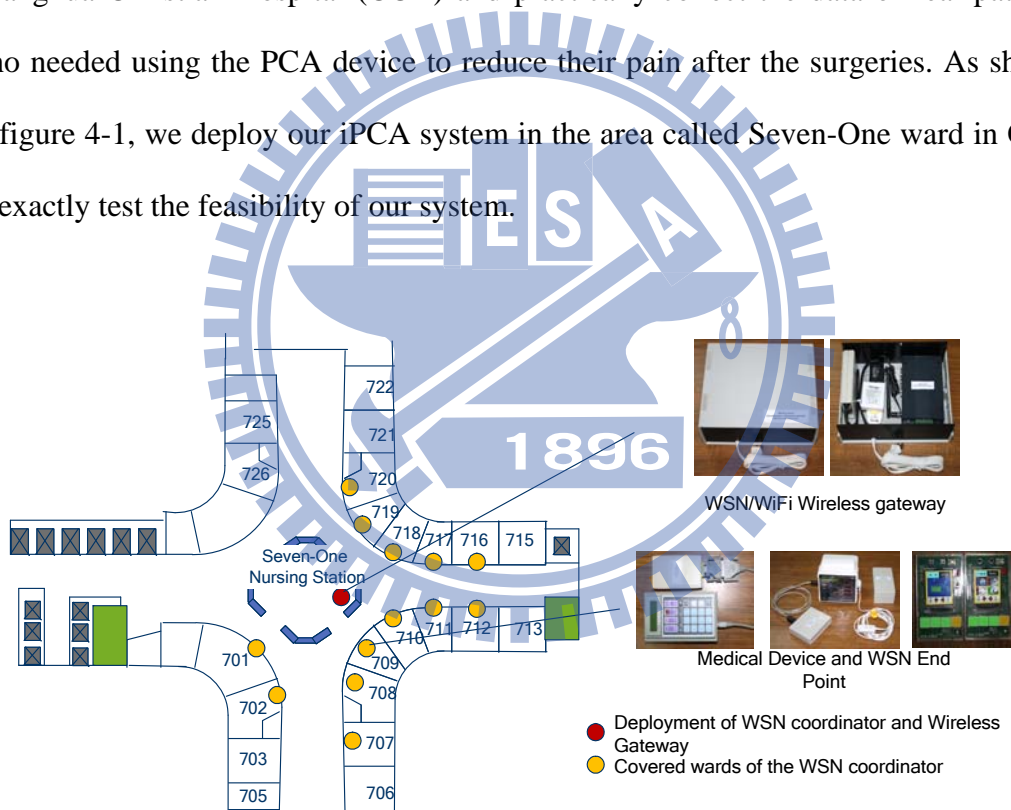 no needed using the PCA device to reduce their pain after the surgeries. As sh
figure 4-1, we deploy our iPCA system in the area called Seven-One ward in
exactly test the feasibility of our system.
E S A
8
1896
722
725
721
726
720
719
718
717
716
715
Seven-One
Nursing Station
WSN/WiFi Wireless gateway
701
710
711
712
713
709
702
708
703
707
705
706
Medical Device and WSN End
Point
Deployment of WSN coordinator and Wireless
Gateway
Covered wards of the WSN coordinator